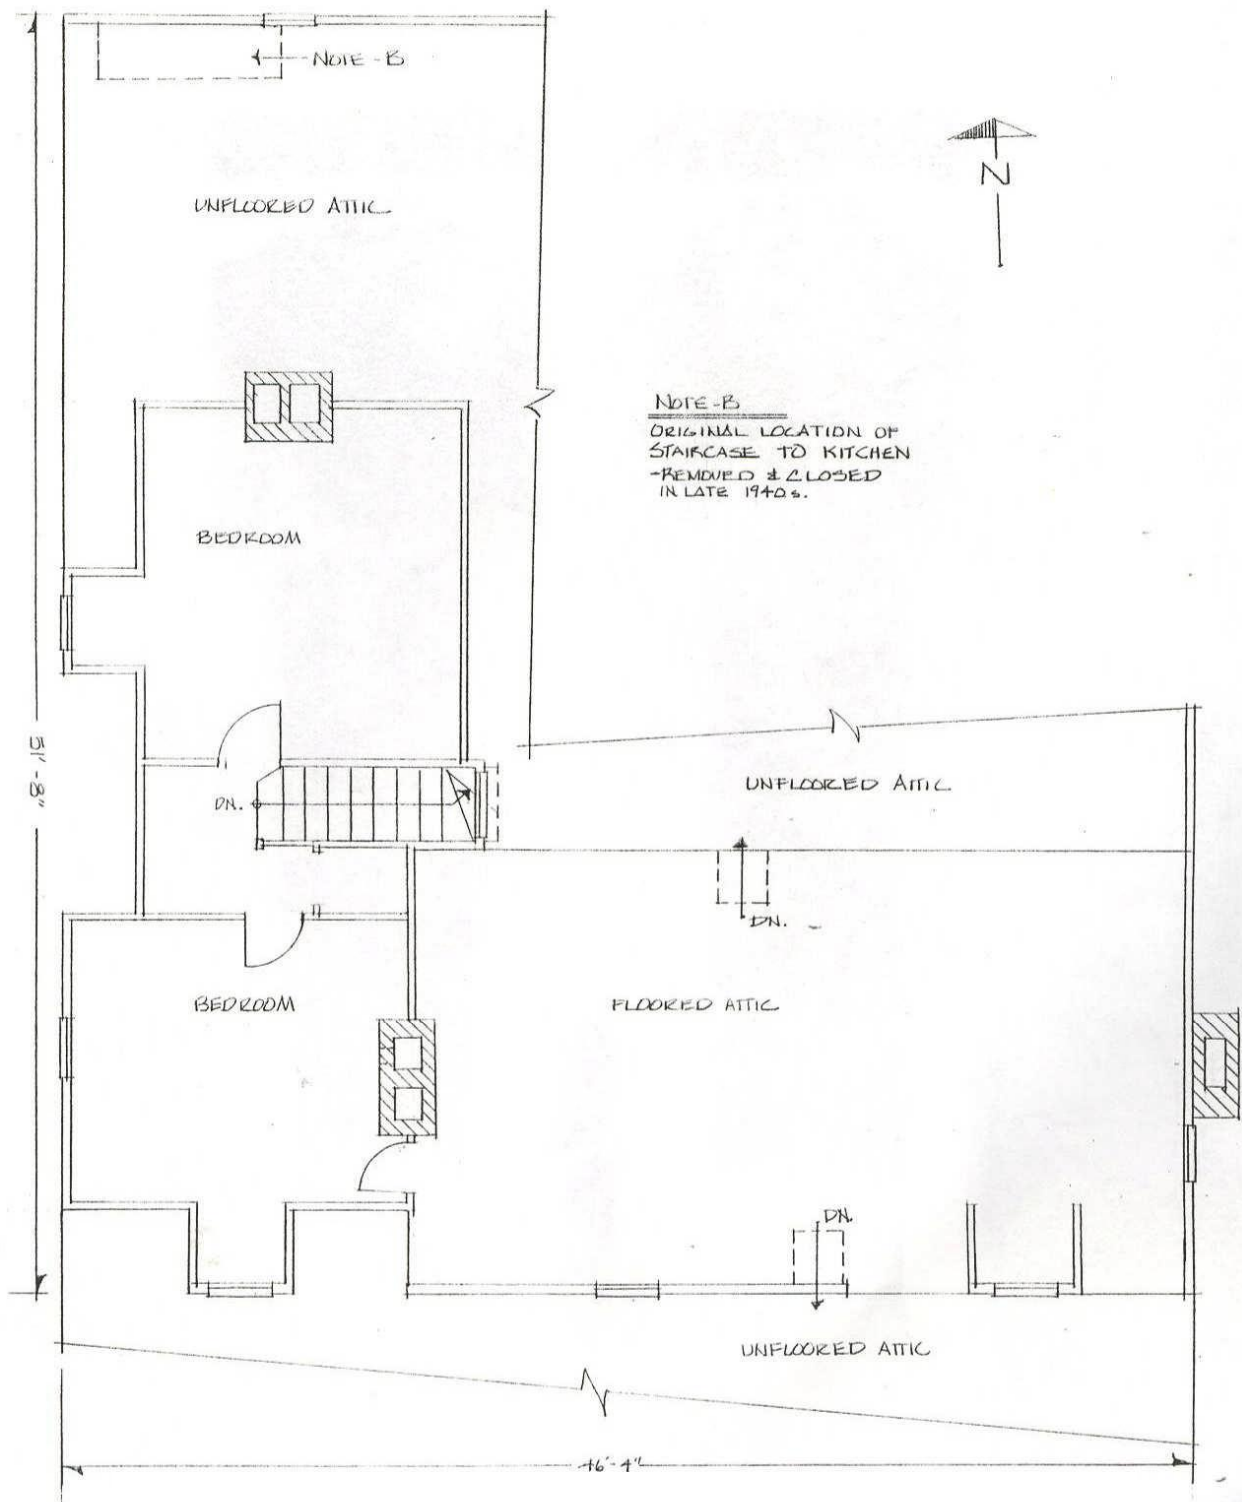 NOTE-B
UNFLOORED ATTIC
N
NOTE-B
ORIGINAL LOCATION OF
STAIRCASE TO KITCHEN
-REMOVED & CLOSED
IN LATE 1940s.
BEDROOM
51'-8"
DN.
UNFLOORED ATTIC
DN.
BEDROOM
FLOORED ATTIC
DN.
UNFLOORED ATTIC
46'-4"